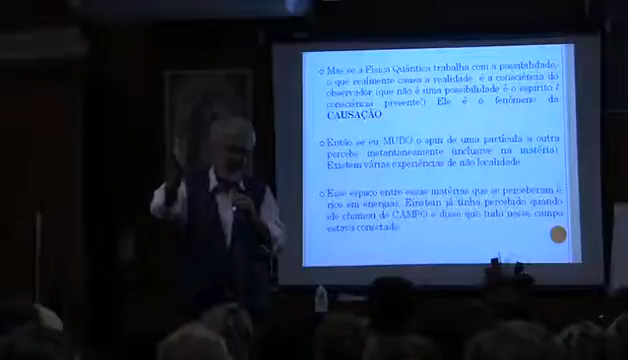 Mas se a Física Quântica trabalha com a possibilidade,
o que realmente causa a realidade é a consciência do
observador (que não é uma possibilidade é o espírito /
consciência presente!) Ele é o fenômeno da
CAUSAÇÃO
Então se eu MUDO o spin de uma partícula a outra
percebe instantaneamente (inclusive na matéria)
Existem várias experiências de não localidade
Esse espaço entre essas matérias que se perceberam é
rico em energias. Einstein já tinha percebido quando
ele chamou de CAMPO e disse que tudo nesse campo
estava conectado.